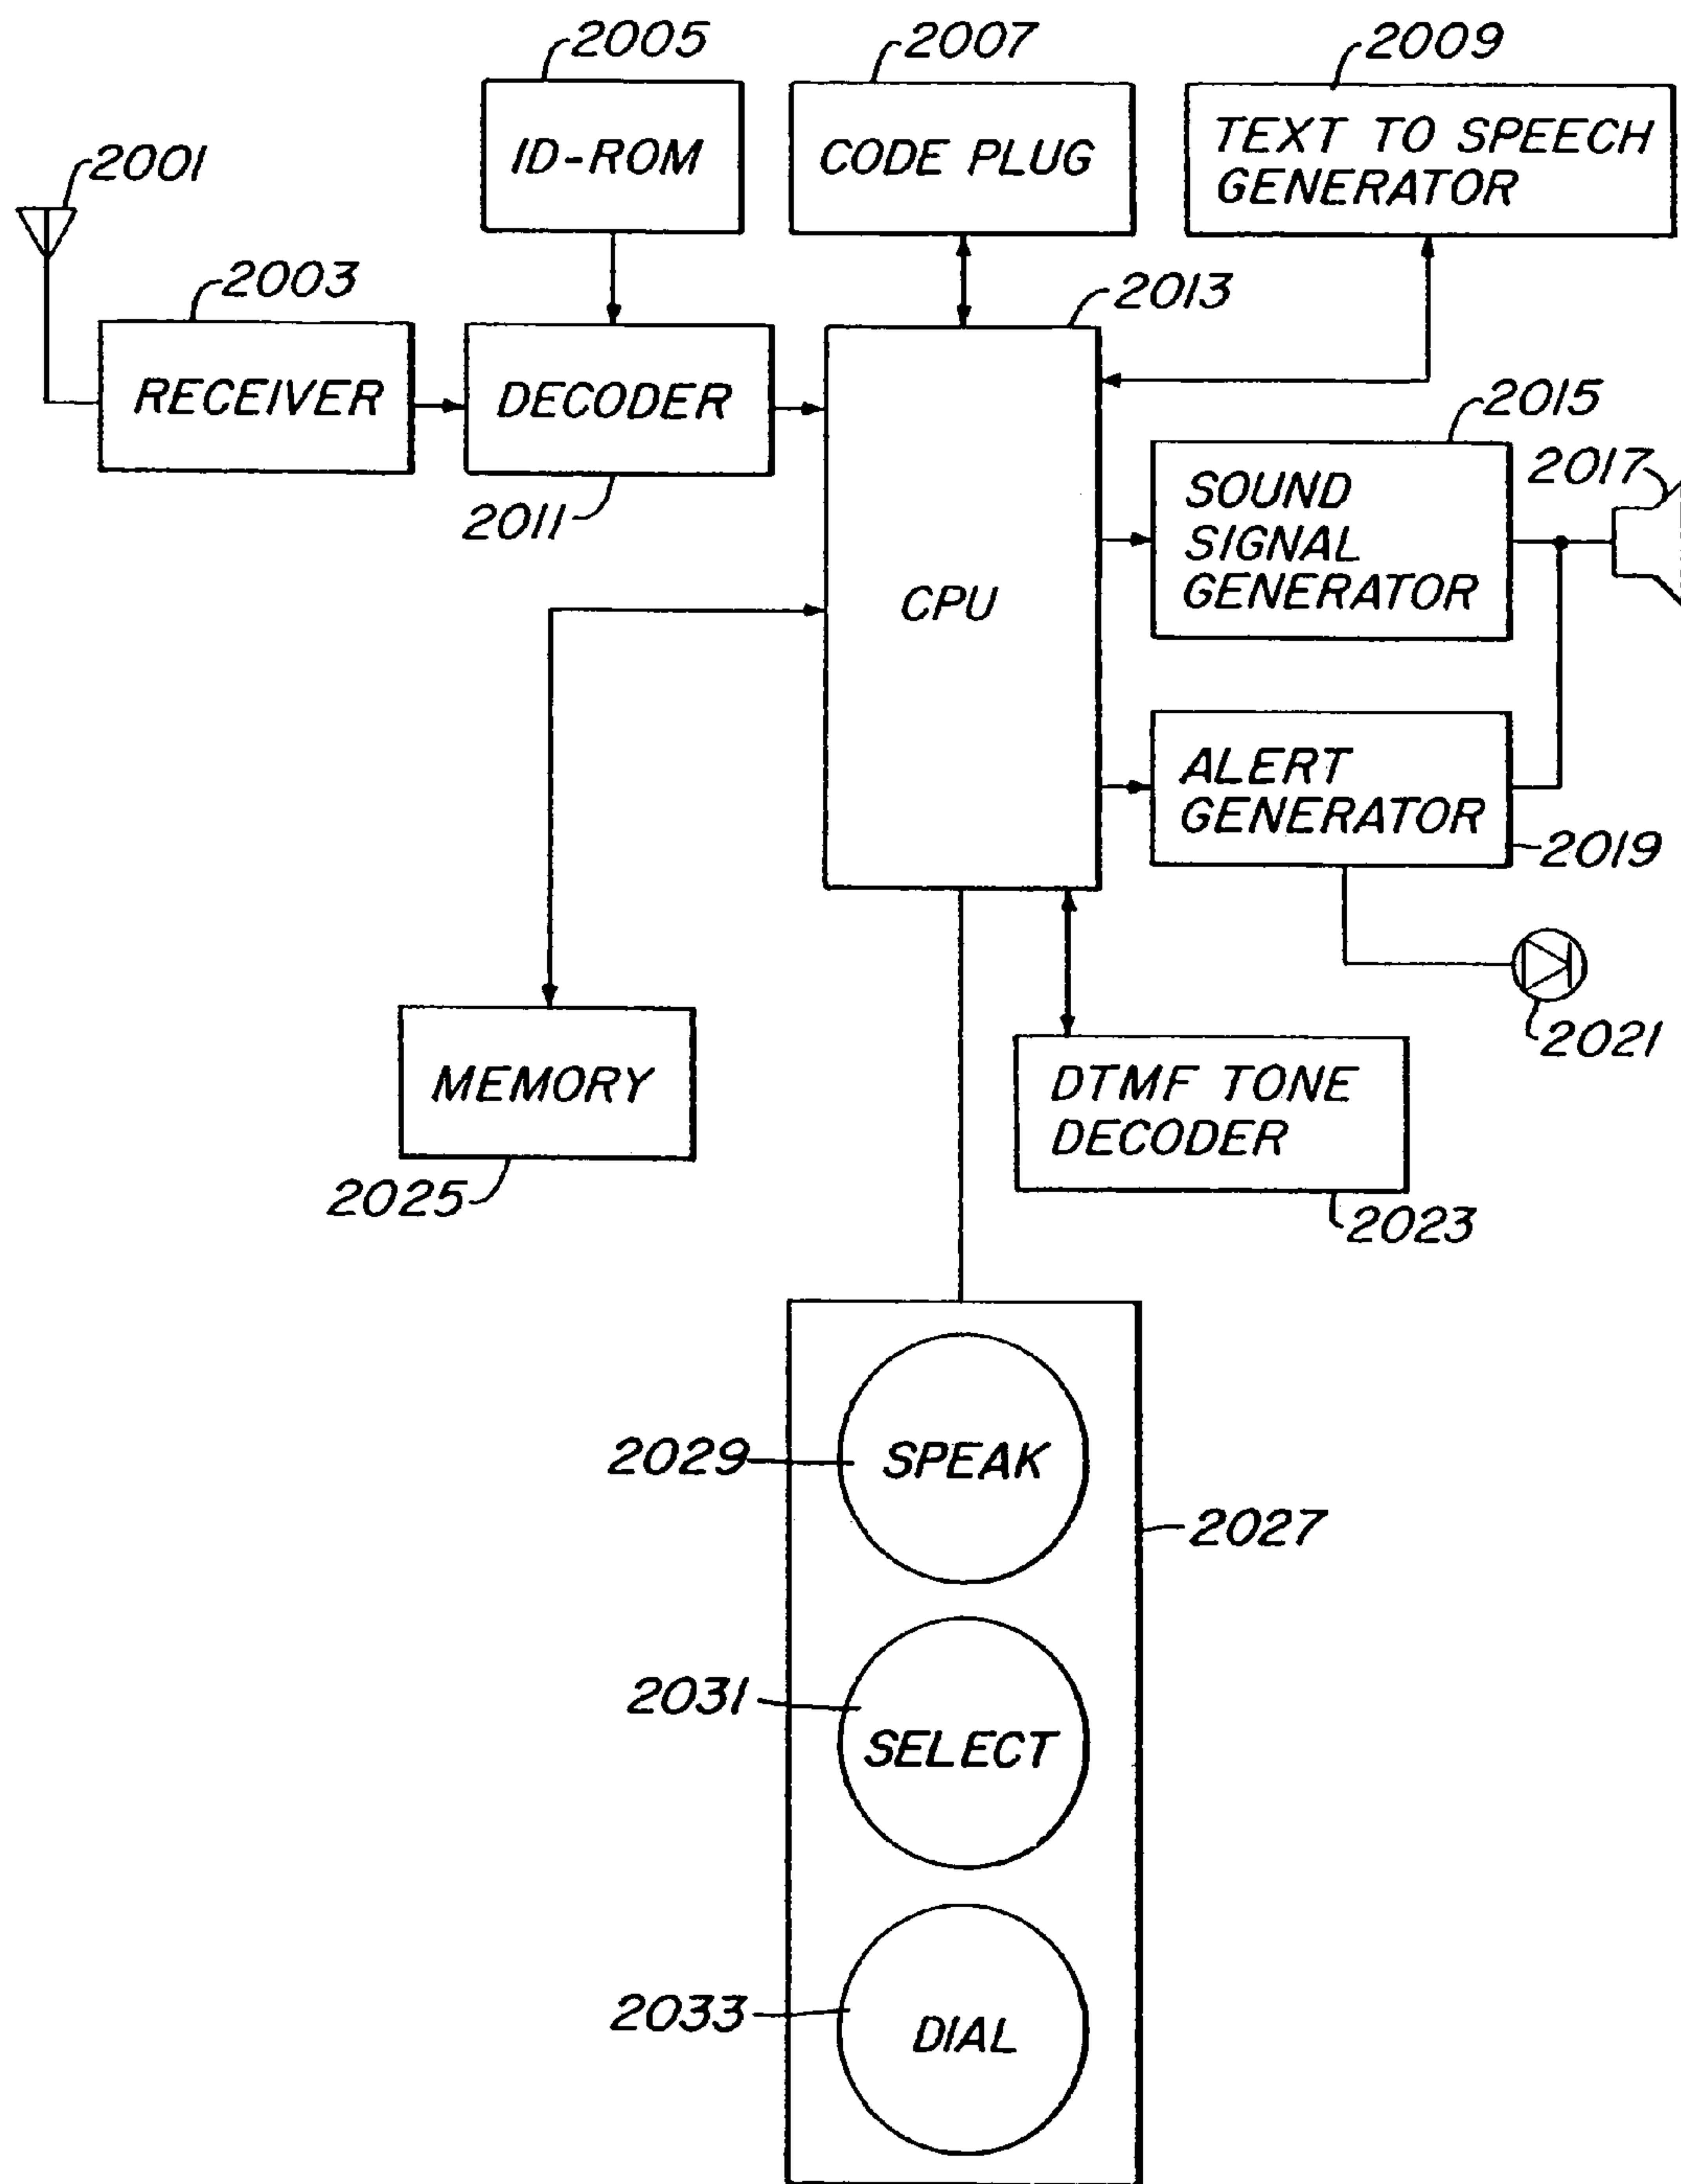 2005
2007
2009
ID-ROM
CODE PLUG
TEXT TO SPEECH
GENERATOR
2001
2003
2013
RECEIVER
DECODER
2011
CPU
2015
2017
SOUND
SIGNAL
GENERATOR
ALERT
GENERATOR
2019
2021
MEMORY
2025
DTMF TONE
DECODER
2023
2029
SPEAK
2027
2031
SELECT
2033
DIAL